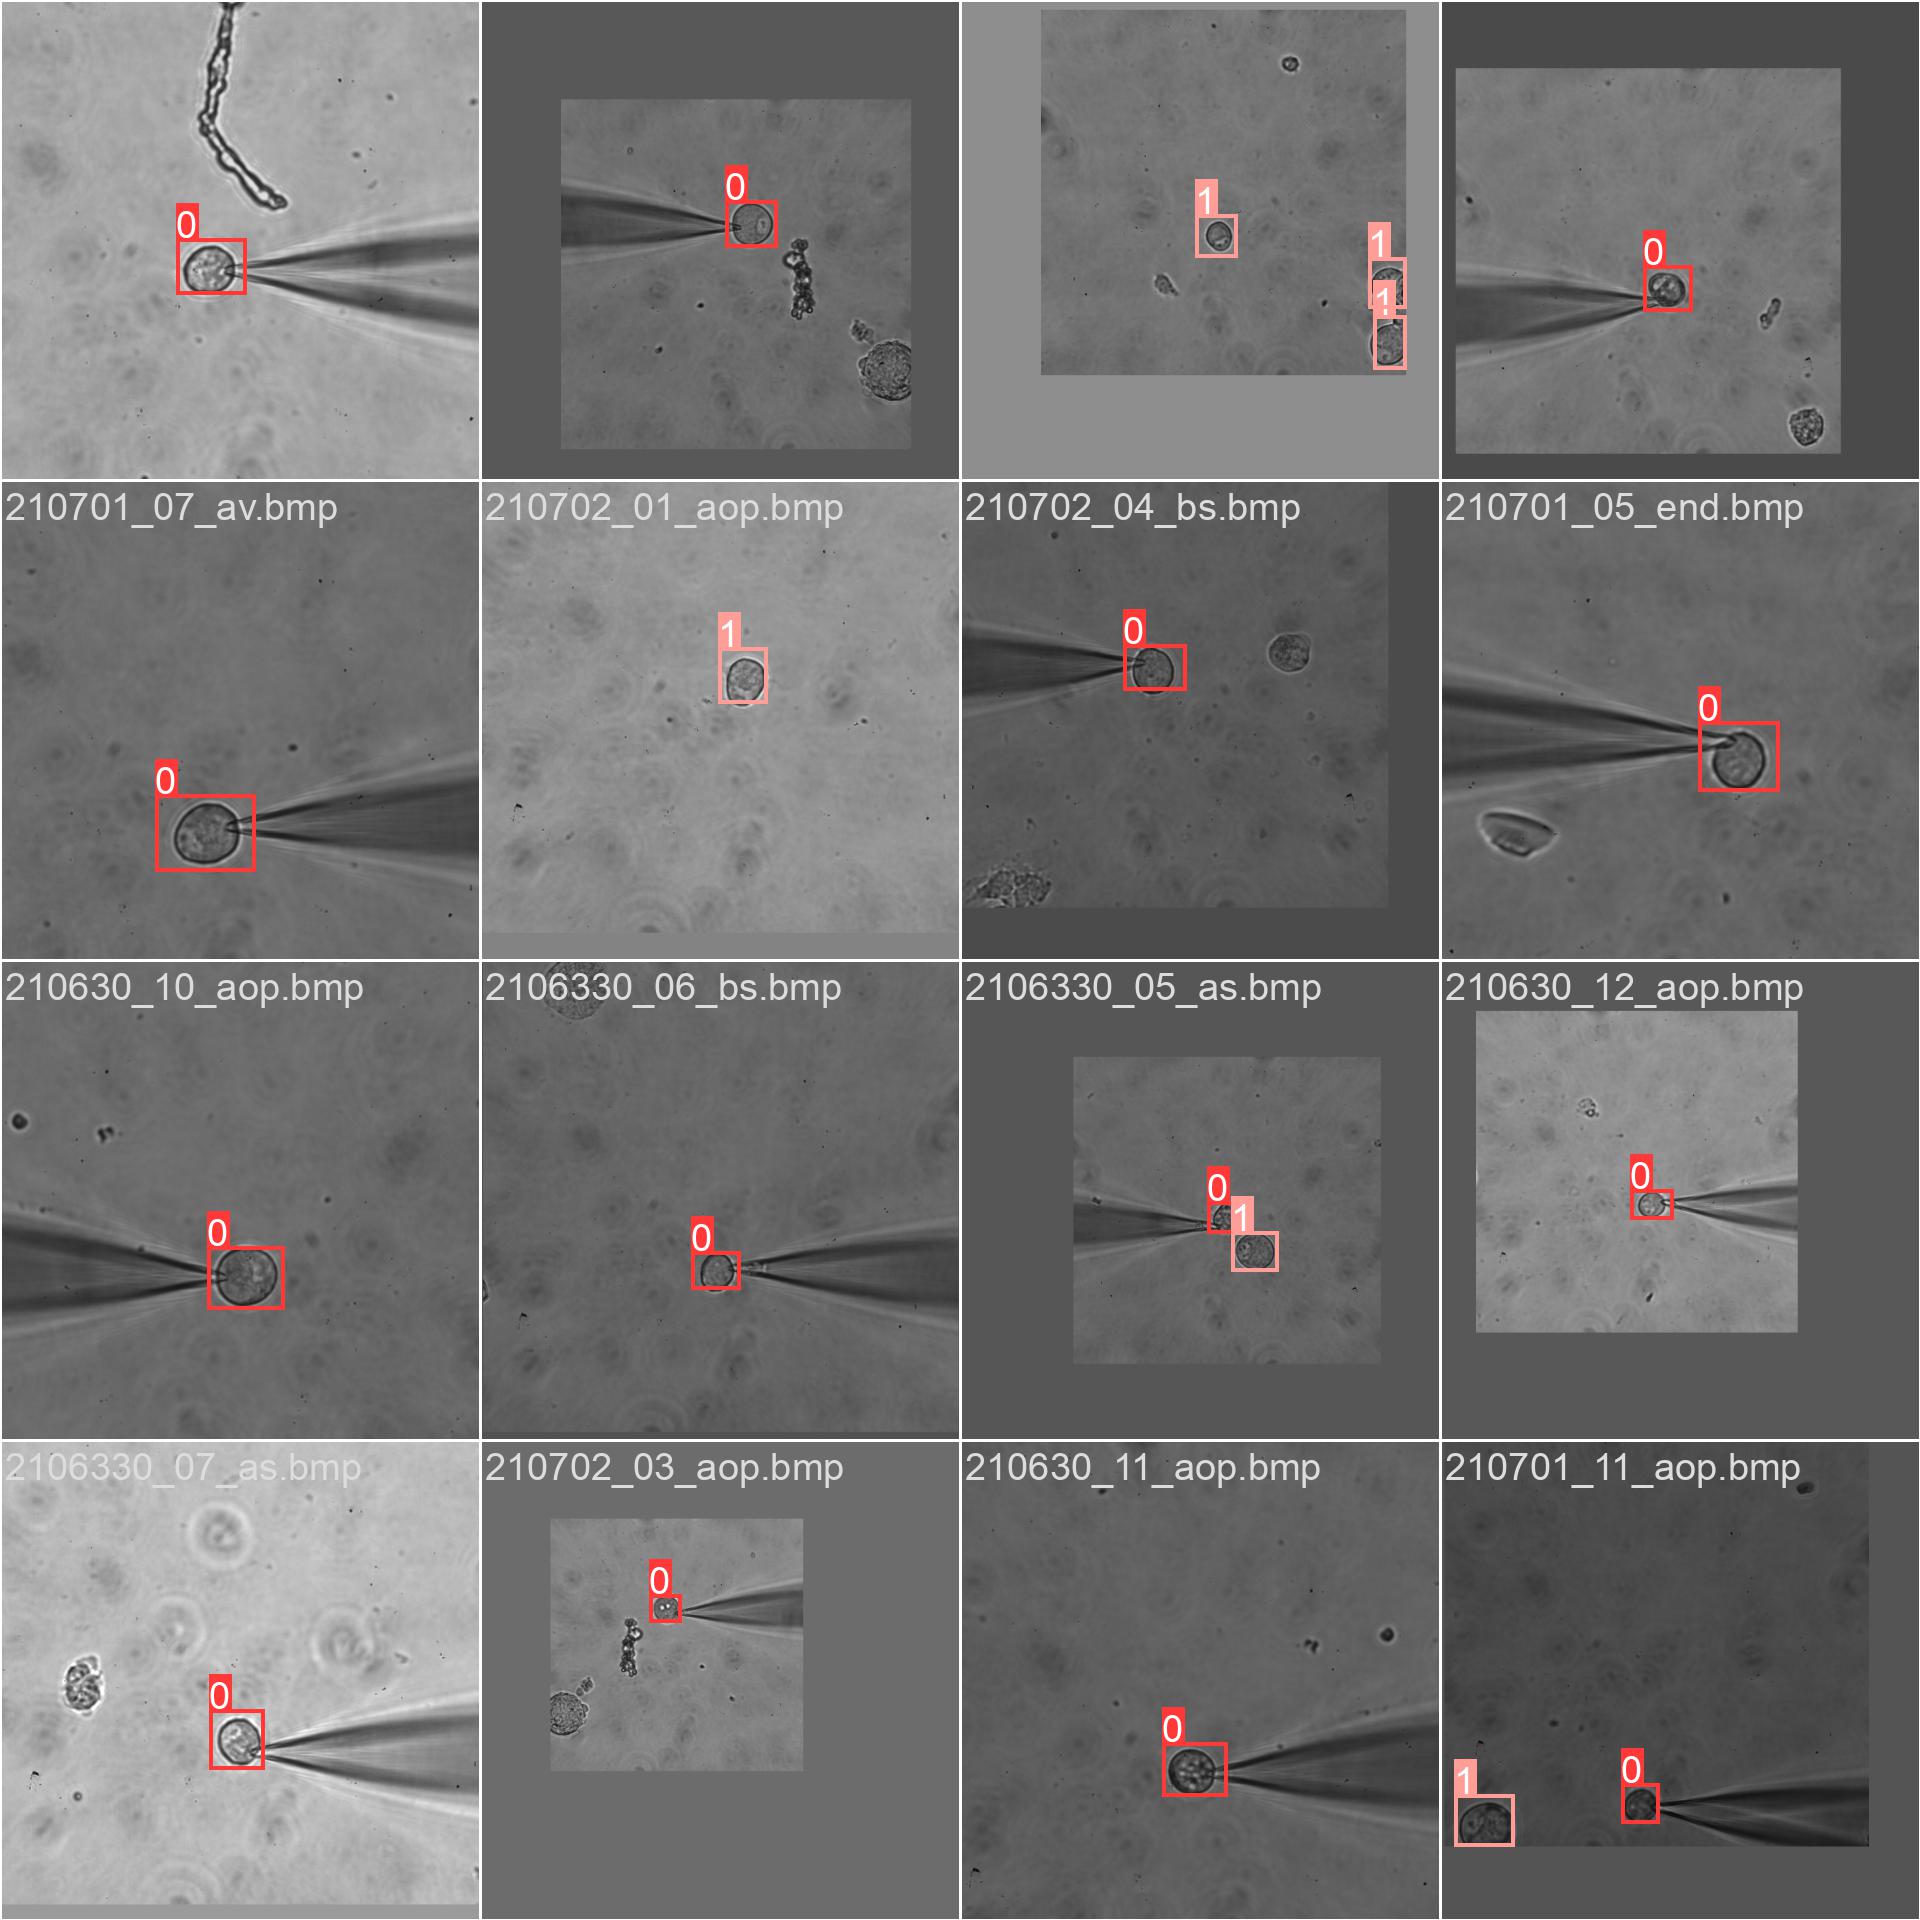 0
0
1
1
1
0
210701_07_av.bmp
210702_01_aop.bmp
210702_04_bs.bmp
210701_05_end.bmp
1
0
0
0
210630_10_aop.bmp
2106330_06_bs.bmp
2106330_05_as.bmp
210630_12_aop.bmp
0
0
1
0
0
2106330_07_as.bmp
210702_03_aop.bmp
210630_11_aop.bmp
210701_11_aop.bmp
0
0
0
1
0